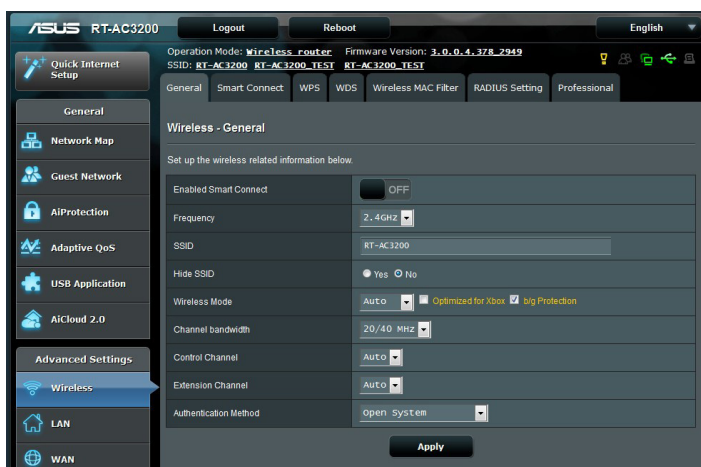 ASUS RT-AC3200 Logout Reboot English
Operation Mode: Wireless router Firmware Version: 3.0.0.4.378_2949
SSID: RT-AC3200 RT-AC3200_TEST RT-AC3200_TEST
Quick Internet
Setup
General
Network Map
Guest Network
AiProtection
Adaptive QoS
USB Application
AiCloud 2.0
Advanced Settings
Wireless
LAN
WAN
General Smart Connect WPS WDS Wireless MAC Filter RADIUS Setting Professional
Wireless - General
Set up the wireless related information below.
Enabled Smart Connect OFF
Frequency 2.4GHz
SSID RT-AC3200
Hide SSID Yes No
Wireless Mode Auto Optimized for Xbox b/g Protection
Channel bandwidth 20/40 MHz
Control Channel Auto
Extension Channel Auto
Authentication Method Open System
Apply